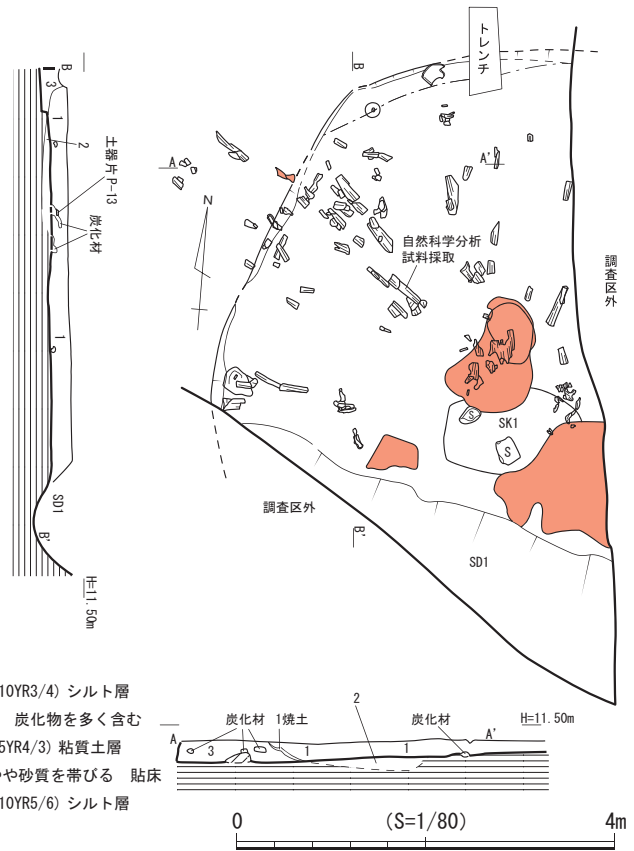 トレンチ
B
B
3
1
2
土器片P-13
炭化材
1
SD1
B'
H=11.50m
A
A'
N
自然科学分析
試料採取
調査区外
S
SK1
S
調査区外
B'
SD1
10YR3/4) シルト層
炭化物を多く含む
5YR4/3) 粘質土層
や砂質を帯びる 貼床
10YR5/6) シルト層
2
A
炭化材
1焼土
炭化材
A'
H=11.50m
3
1
1
0
(S=1/80)
4m